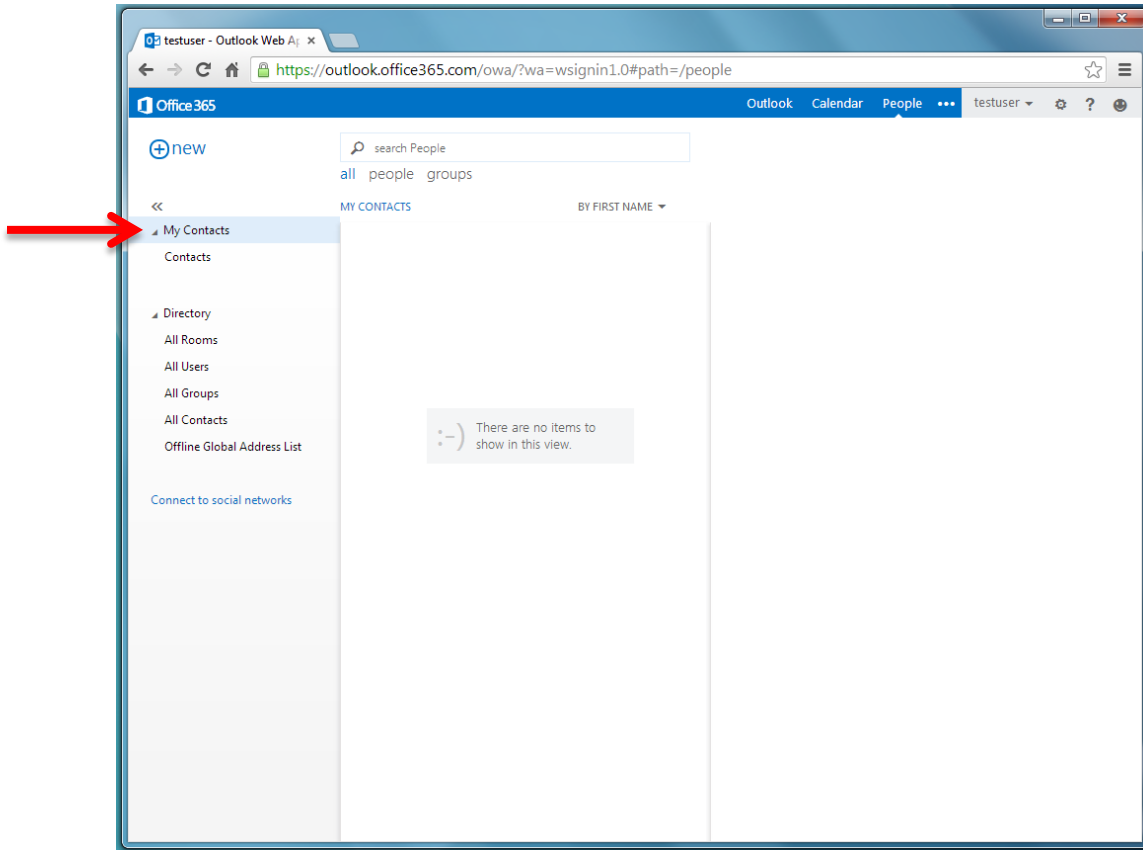 testuser - Outlook Web Ap
https://outlook.office365.com/owa/?wa=wsignin1.0#path=/people
Office 365 Outlook Calendar People ••• testuser ?
new
search People
all people groups
MY CONTACTS BY FIRST NAME
My Contacts
Contacts
Directory
All Rooms
All Users
All Groups
All Contacts
Offline Global Address List
:-) There are no items to
show in this view.
Connect to social networks